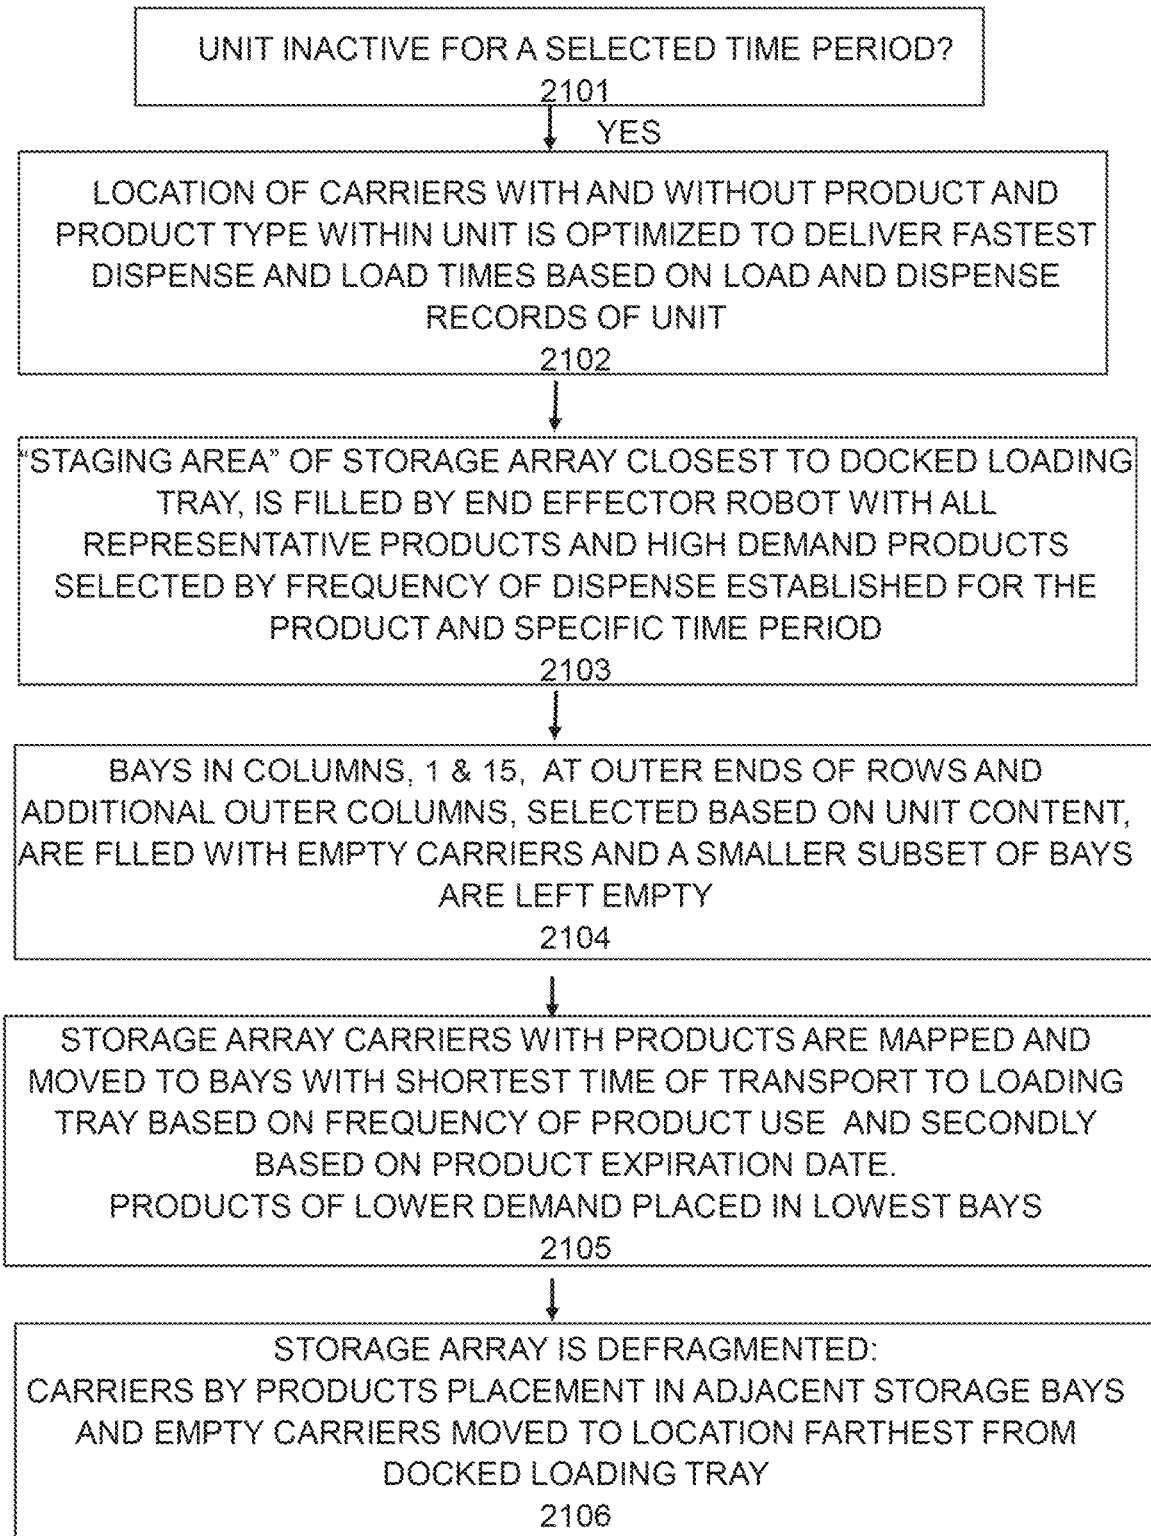 UNIT INACTIVE FOR A SELECTED TIME PERIOD?
2101
YES
LOCATION OF CARRIERS WITH AND WITHOUT PRODUCT AND
PRODUCT TYPE WITHIN UNIT IS OPTIMIZED TO DELIVER FASTEST
DISPENSE AND LOAD TIMES BASED ON LOAD AND DISPENSE
RECORDS OF UNIT
2102
"STAGING AREA" OF STORAGE ARRAY CLOSEST TO DOCKED LOADING
TRAY, IS FILLED BY END EFFECTOR ROBOT WITH ALL
REPRESENTATIVE PRODUCTS AND HIGH DEMAND PRODUCTS
SELECTED BY FREQUENCY OF DISPENSE ESTABLISHED FOR THE
PRODUCT AND SPECIFIC TIME PERIOD
2103
BAYS IN COLUMNS, 1 & 15, AT OUTER ENDS OF ROWS AND
ADDITIONAL OUTER COLUMNS, SELECTED BASED ON UNIT CONTENT,
ARE FLLED WITH EMPTY CARRIERS AND A SMALLER SUBSET OF BAYS
ARE LEFT EMPTY
2104
STORAGE ARRAY CARRIERS WITH PRODUCTS ARE MAPPED AND
MOVED TO BAYS WITH SHORTEST TIME OF TRANSPORT TO LOADING
TRAY BASED ON FREQUENCY OF PRODUCT USE AND SECONDLY
BASED ON PRODUCT EXPIRATION DATE.
PRODUCTS OF LOWER DEMAND PLACED IN LOWEST BAYS
2105
STORAGE ARRAY IS DEFRAGMENTED:
CARRIERS BY PRODUCTS PLACEMENT IN ADJACENT STORAGE BAYS
AND EMPTY CARRIERS MOVED TO LOCATION FARTHEST FROM
DOCKED LOADING TRAY
2106